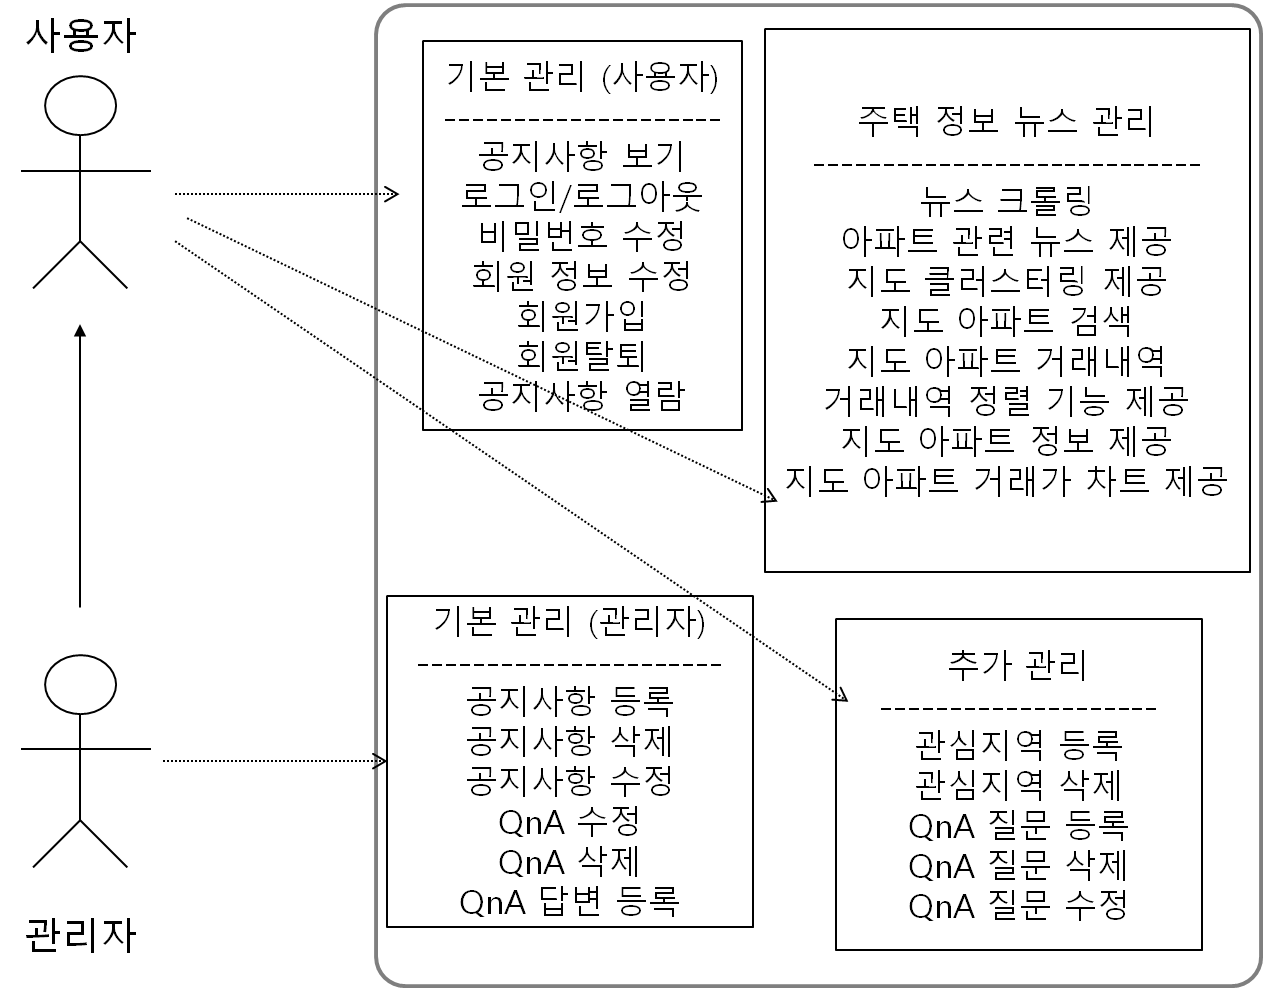 사용자
기본 관리 (사용자)
--------------------
공지사항 보기
로그인/로그아웃
비밀번호 수정
회원 정보 수정
회원가입
회원탈퇴
공지사항 열람
주택 정보 뉴스 관리
----------------------------
뉴스 크롤링
아파트 관련 뉴스 제공
지도 클러스터링 제공
지도 아파트 검색
지도 아파트 거래내역
거래내역 정렬 기능 제공
지도 아파트 정보 제공
지도 아파트 거래가 차트 제공
기본 관리 (관리자)
----------------------
공지사항 등록
공지사항 삭제
공지사항 수정
QnA 수정
QnA 삭제
QnA 답변 등록
추가 관리
--------------------
관심지역 등록
관심지역 삭제
QnA 질문 등록
QnA 질문 삭제
QnA 질문 수정
관리자